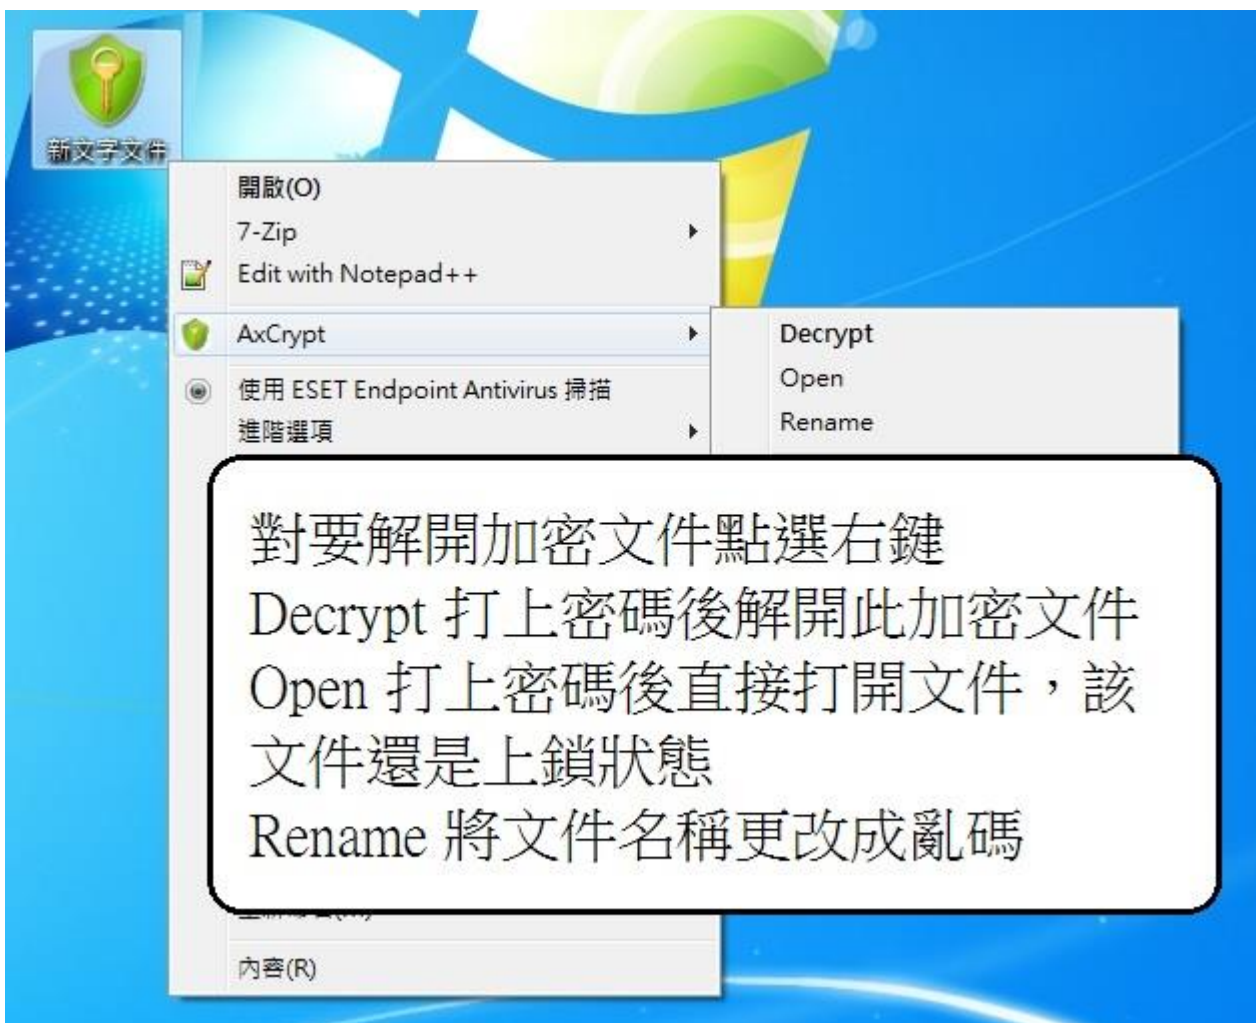 新文字文件
開啟(O)
7-Zip
Edit with Notepad++
AxCrypt
Decrypt
使用 ESET Endpoint Antivirus 掃描
Open
進階選項
Rename
對要解開加密文件點選右鍵
Decrypt 打上密碼後解開此加密文件
Open 打上密碼後直接打開文件，該
文件還是上鎖狀態
Rename 將文件名稱更改成亂碼
內容(R)